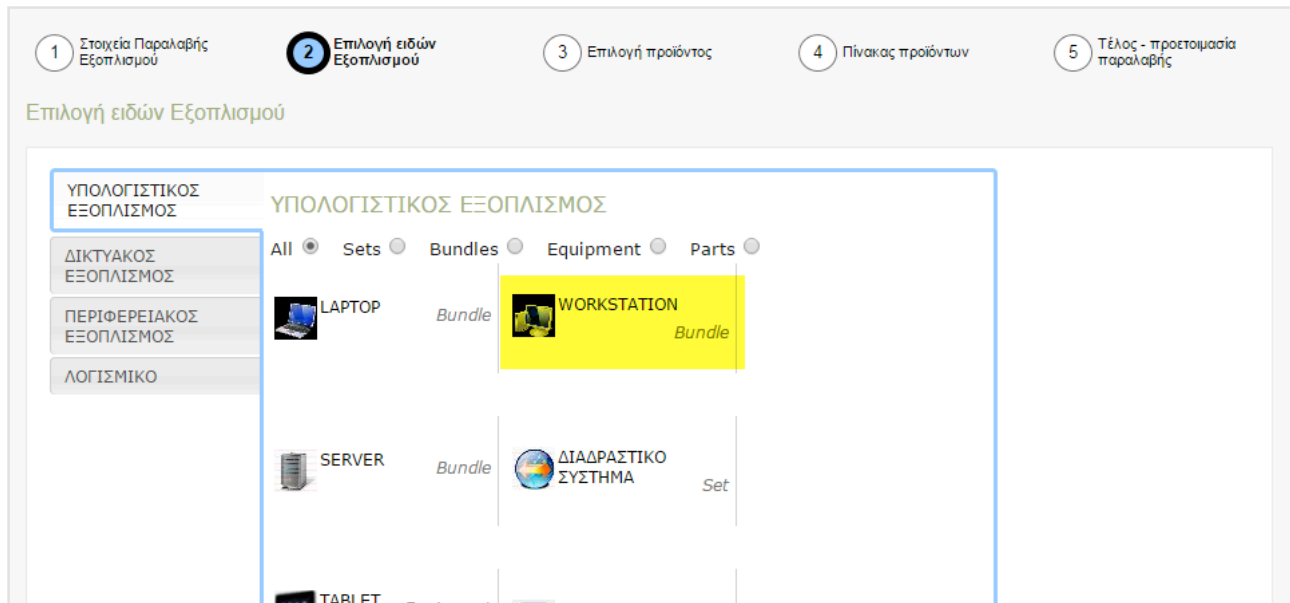 1 Στοιχεία Παραλαβής
Εξοπλισμού
2 Επιλογή ειδών
Εξοπλισμού
3 Επιλογή προϊόντος
4 Πίνακας προϊόντων
5 Τέλος - προετοιμασία
παραλαβής
Επιλογή ειδών Εξοπλισμού
ΥΠΟΛΟΓΙΣΤΙΚΟΣ
ΕΞΟΠΛΙΣΜΟΣ
ΔΙΚΤΥΑΚΟΣ
ΕΞΟΠΛΙΣΜΟΣ
ΠΕΡΙΦΕΡΕΙΑΚΟΣ
ΕΞΟΠΛΙΣΜΟΣ
ΛΟΓΙΣΜΙΚΟ
ΥΠΟΛΟΓΙΣΤΙΚΟΣ ΕΞΟΠΛΙΣΜΟΣ
All Sets Bundles Equipment Parts
LAPTOP Bundle
WORKSTATION
Bundle
SERVER Bundle
ΔΙΑΔΡΑΣΤΙΚΟ
ΣΥΣΤΗΜΑ
Set
TABLET